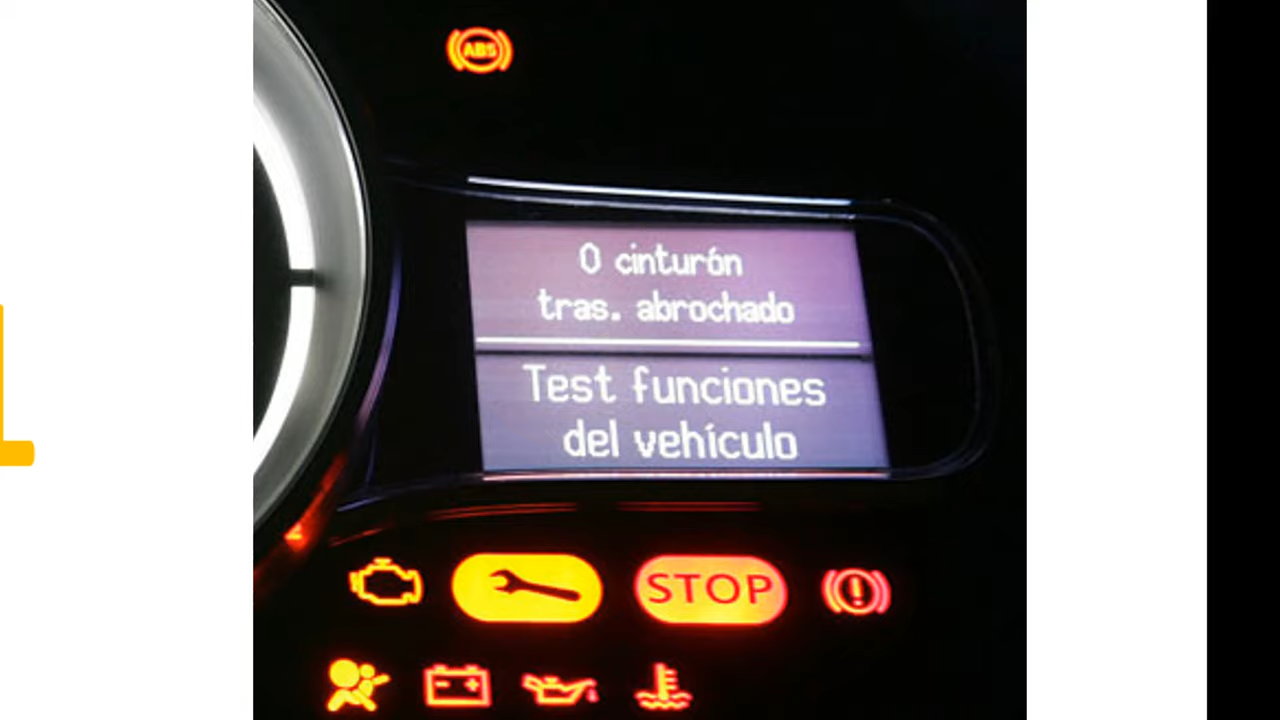 ABS
0 cinturón
tras. abrochado
Test funciones
del vehículo
STOP